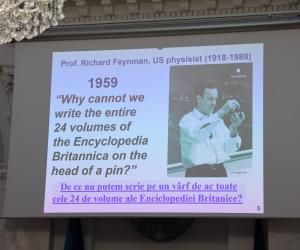 Prof. Richard Feynman, US physisist (1918-1988)
1959
“Why cannot we
write the entire
24 volumes of
the Encyclopedia
Britannica on the
head of a pin?”
De ce nu putem scrie pe un vârf de ac toate
cele 24 de volume ale Enciclopediei Britanice?
5